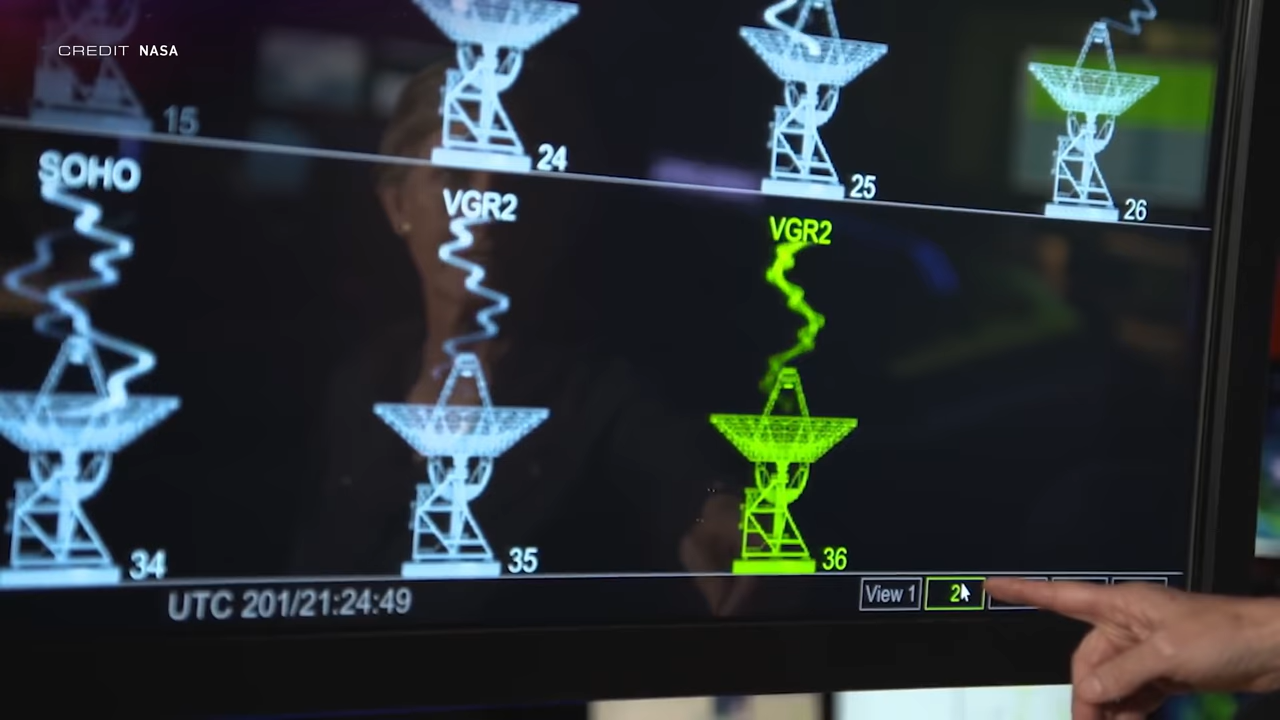 CREDIT NASA
15
24
25
26
SOHO
VGR2
VGR2
34
35
36
UTC 201/21:24:49
View 1
2